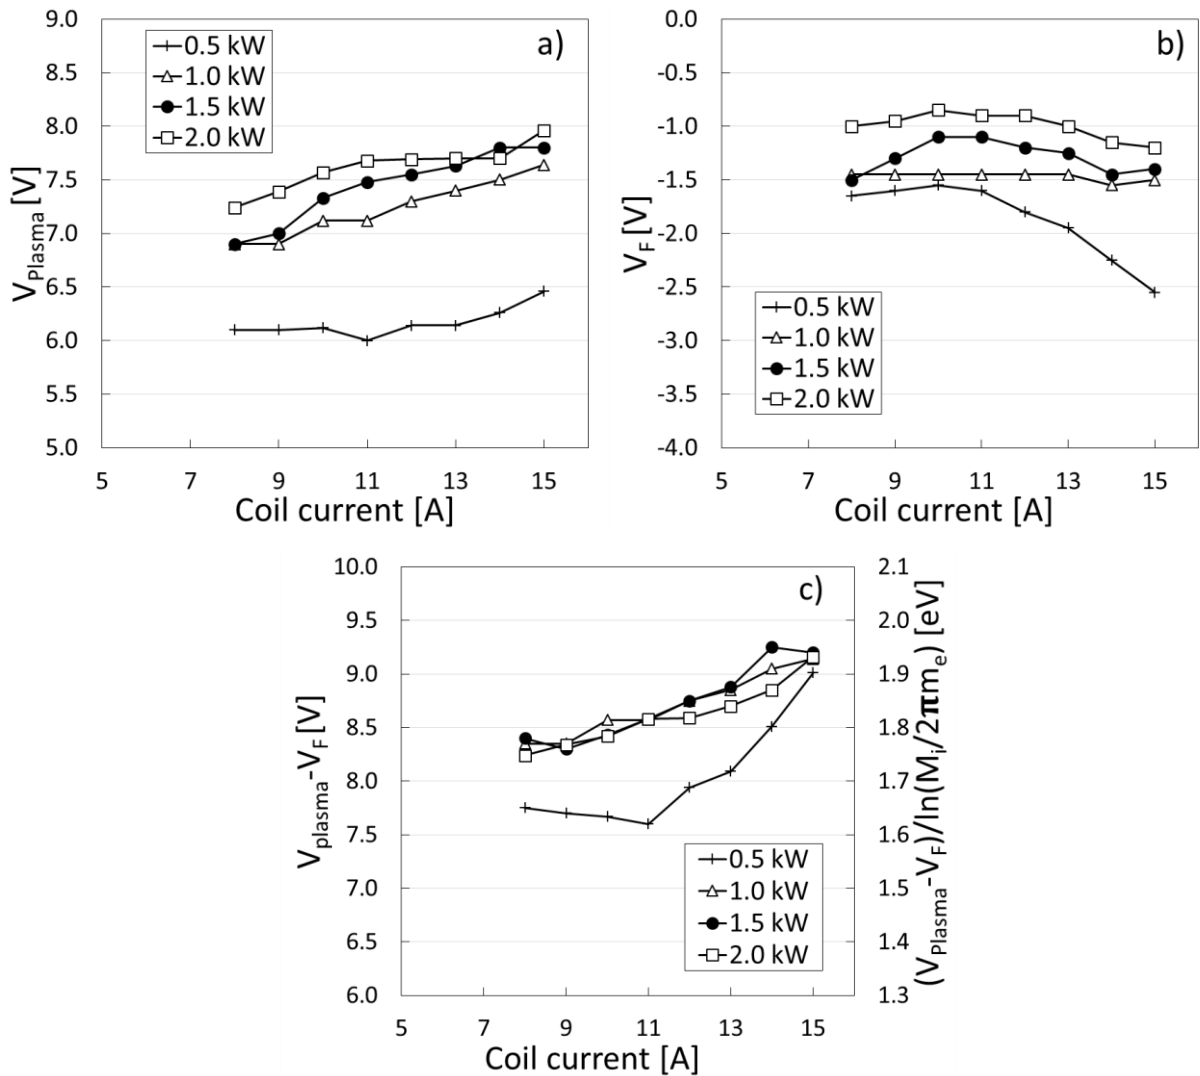 a)
9.0
8.5
8.0
7.5
7.0
6.5
6.0
5.5
5.0
V_Plasma [V]
0.5 kW
1.0 kW
1.5 kW
2.0 kW
5 7 9 11 13 15
Coil current [A]
b)
0.0
-0.5
-1.0
-1.5
-2.0
-2.5
-3.0
-3.5
-4.0
V_F [V]
0.5 kW
1.0 kW
1.5 kW
2.0 kW
5 7 9 11 13 15
Coil current [A]
c)
10.0
9.5
9.0
8.5
8.0
7.5
7.0
6.5
6.0
V_plasma-V_F [V]
2.1
2.0
1.9
1.8
1.7
1.6
1.5
1.4
1.3
(V_Plasma-V_F)/ln(M_i/2πm_e) [eV]
0.5 kW
1.0 kW
1.5 kW
2.0 kW
5 7 9 11 13 15
Coil current [A]